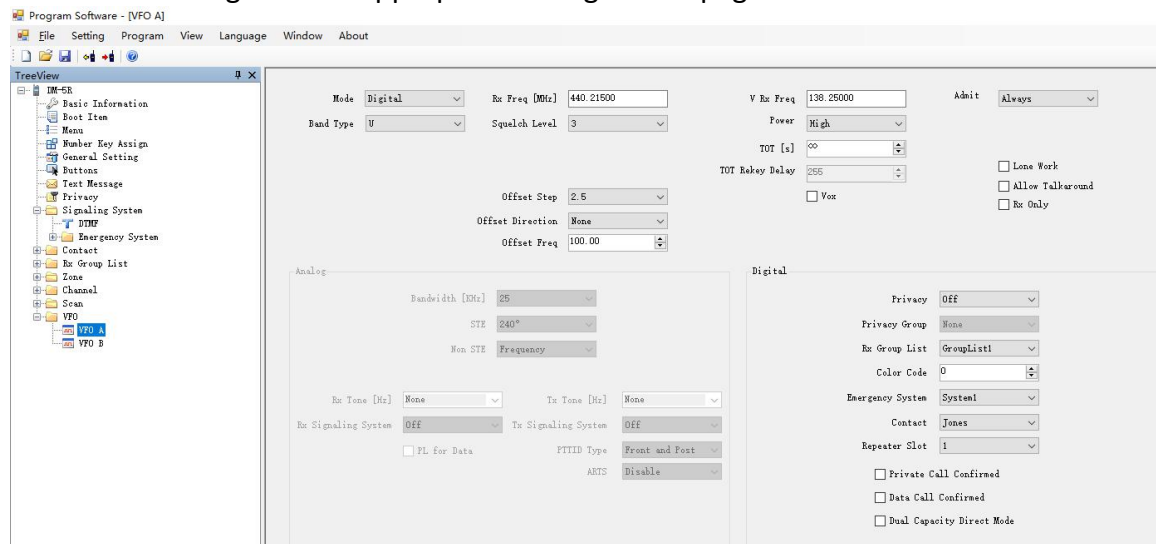 Program Software - [VFO A]
File Setting Program View Language Window About
TreeView
DM-5R
Basic Information
Boot Item
Menu
Number Key Assign
General Setting
Buttons
Text Message
Privacy
Signaling System
DTMF
Emergency System
Contact
Rx Group List
Zone
Channel
Scan
VFO
VFO A
VFO B
Mode Digital Rx Freq [MHz] 440.21500 V Rx Freq 138.25000 Admit Always
Band Type U Squelch Level 3 Power High
TOT [s] ∞
TOT Rekey Delay 255 Lone Work
Offset Step 2.5 Vox Allow Talkaround
Rx Only
Offset Direction None
Offset Freq 100.00
Analog
Bandwidth [KHz] 25
STE 240°
Non STE Frequency
Rx Tone [Hz] None Tx Tone [Hz] None
Rx Signaling System Off Tx Signaling System Off
PL for Data PTTID Type Front and Post
ARTS Disable
Digital
Privacy Off
Privacy Group None
Rx Group List GroupList1
Color Code 0
Emergency System System1
Contact Jones
Repeater Slot 1
Private Call Confirmed
Data Call Confirmed
Dual Capacity Direct Mode